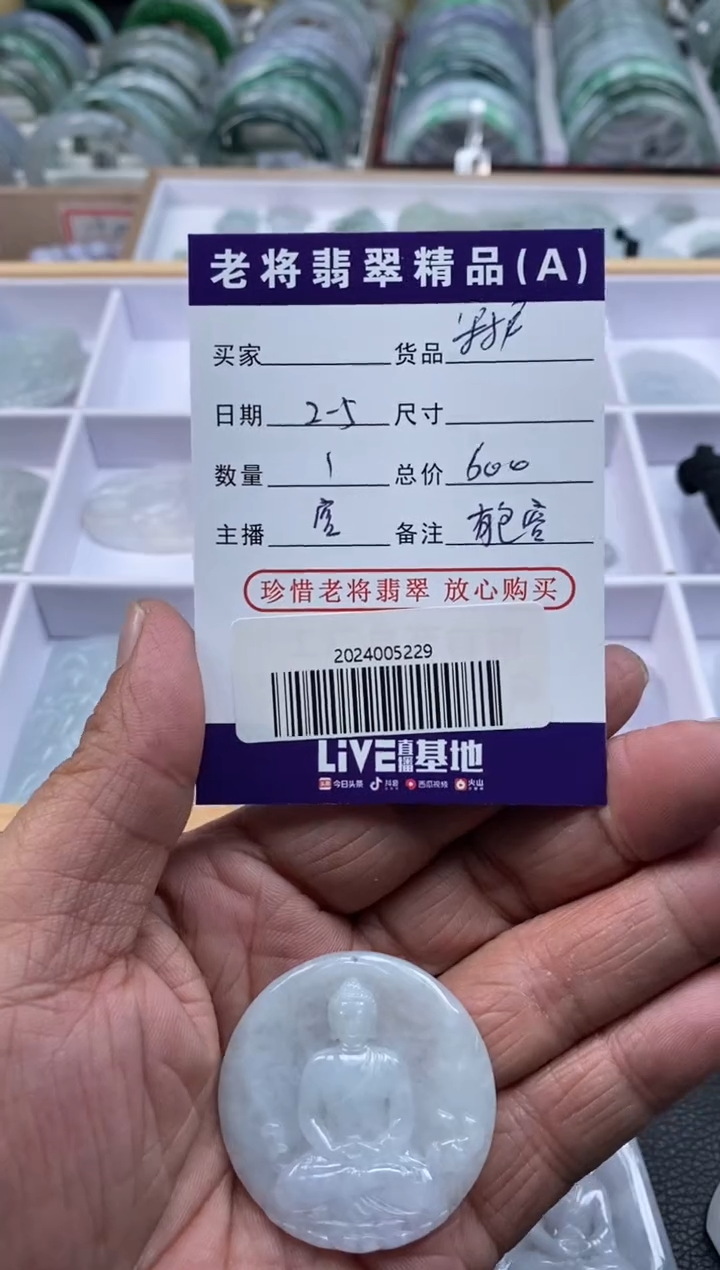 老将翡翠精品(A)
买家 货品
日期 2-5 尺寸
数量 1 总价 600
主播 备注 有包容
珍惜老将翡翠 放心购买
2024005229
LiVE直播基地
今日头条 抖音 西瓜视频 火山